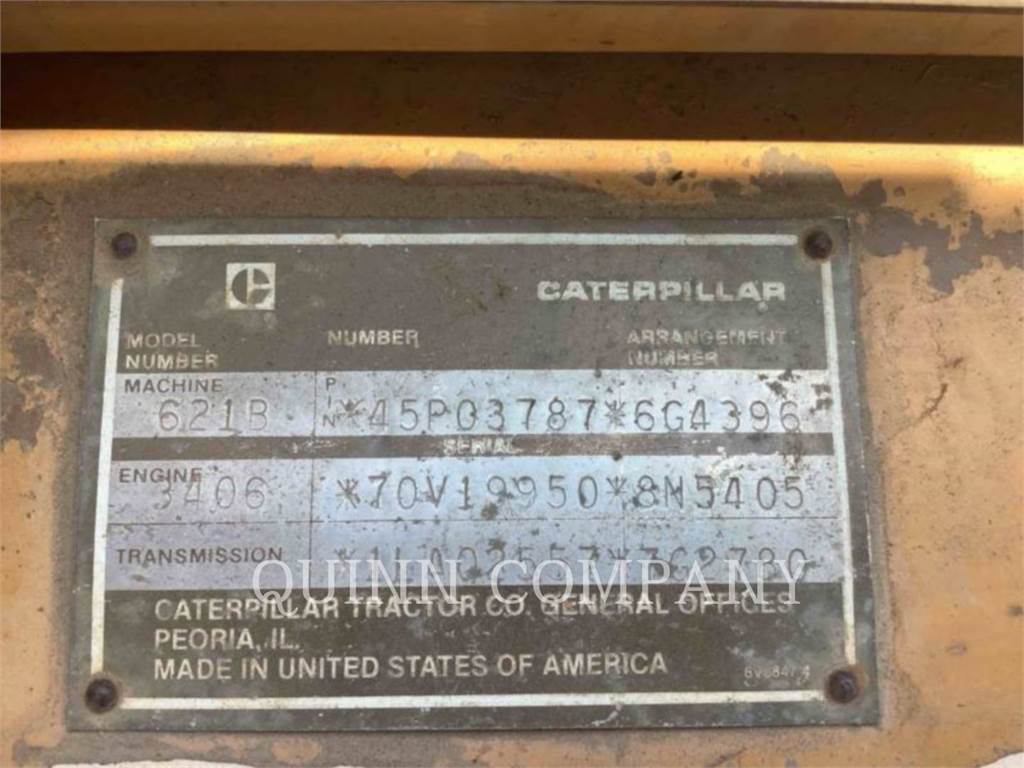 CATERPILLAR
MODEL NUMBER NUMBER ARRANGEMENT NUMBER
MACHINE 621B PIN *45P03787*6G4396
SERIAL
ENGINE 3406 *70V19950*8N5405
TRANSMISSION
QUINN COMPANY
CATERPILLAR TRACTOR CO. GENERAL OFFICES
PEORIA, IL.
MADE IN UNITED STATES OF AMERICA